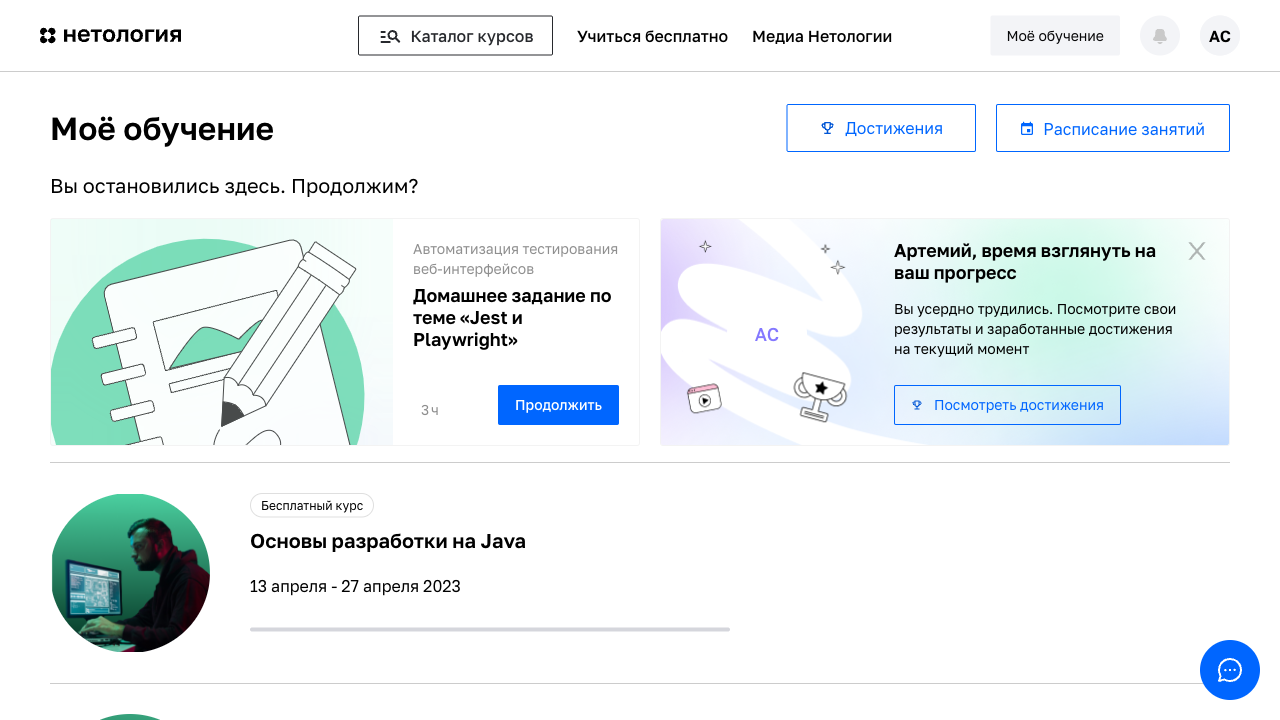 нетология
Каталог курсов
Учиться бесплатно
Медиа Нетологии
Моё обучение
АС
Моё обучение
Достижения
Расписание занятий
Вы остановились здесь. Продолжим?
Автоматизация тестирования
веб-интерфейсов
Домашнее задание по
теме «Jest и
Playwright»
3 ч
Продолжить
АС
Артемий, время взглянуть на
ваш прогресс
Вы усердно трудились. Посмотрите свои
результаты и заработанные достижения
на текущий момент
Посмотреть достижения
Бесплатный курс
Основы разработки на Java
13 апреля - 27 апреля 2023